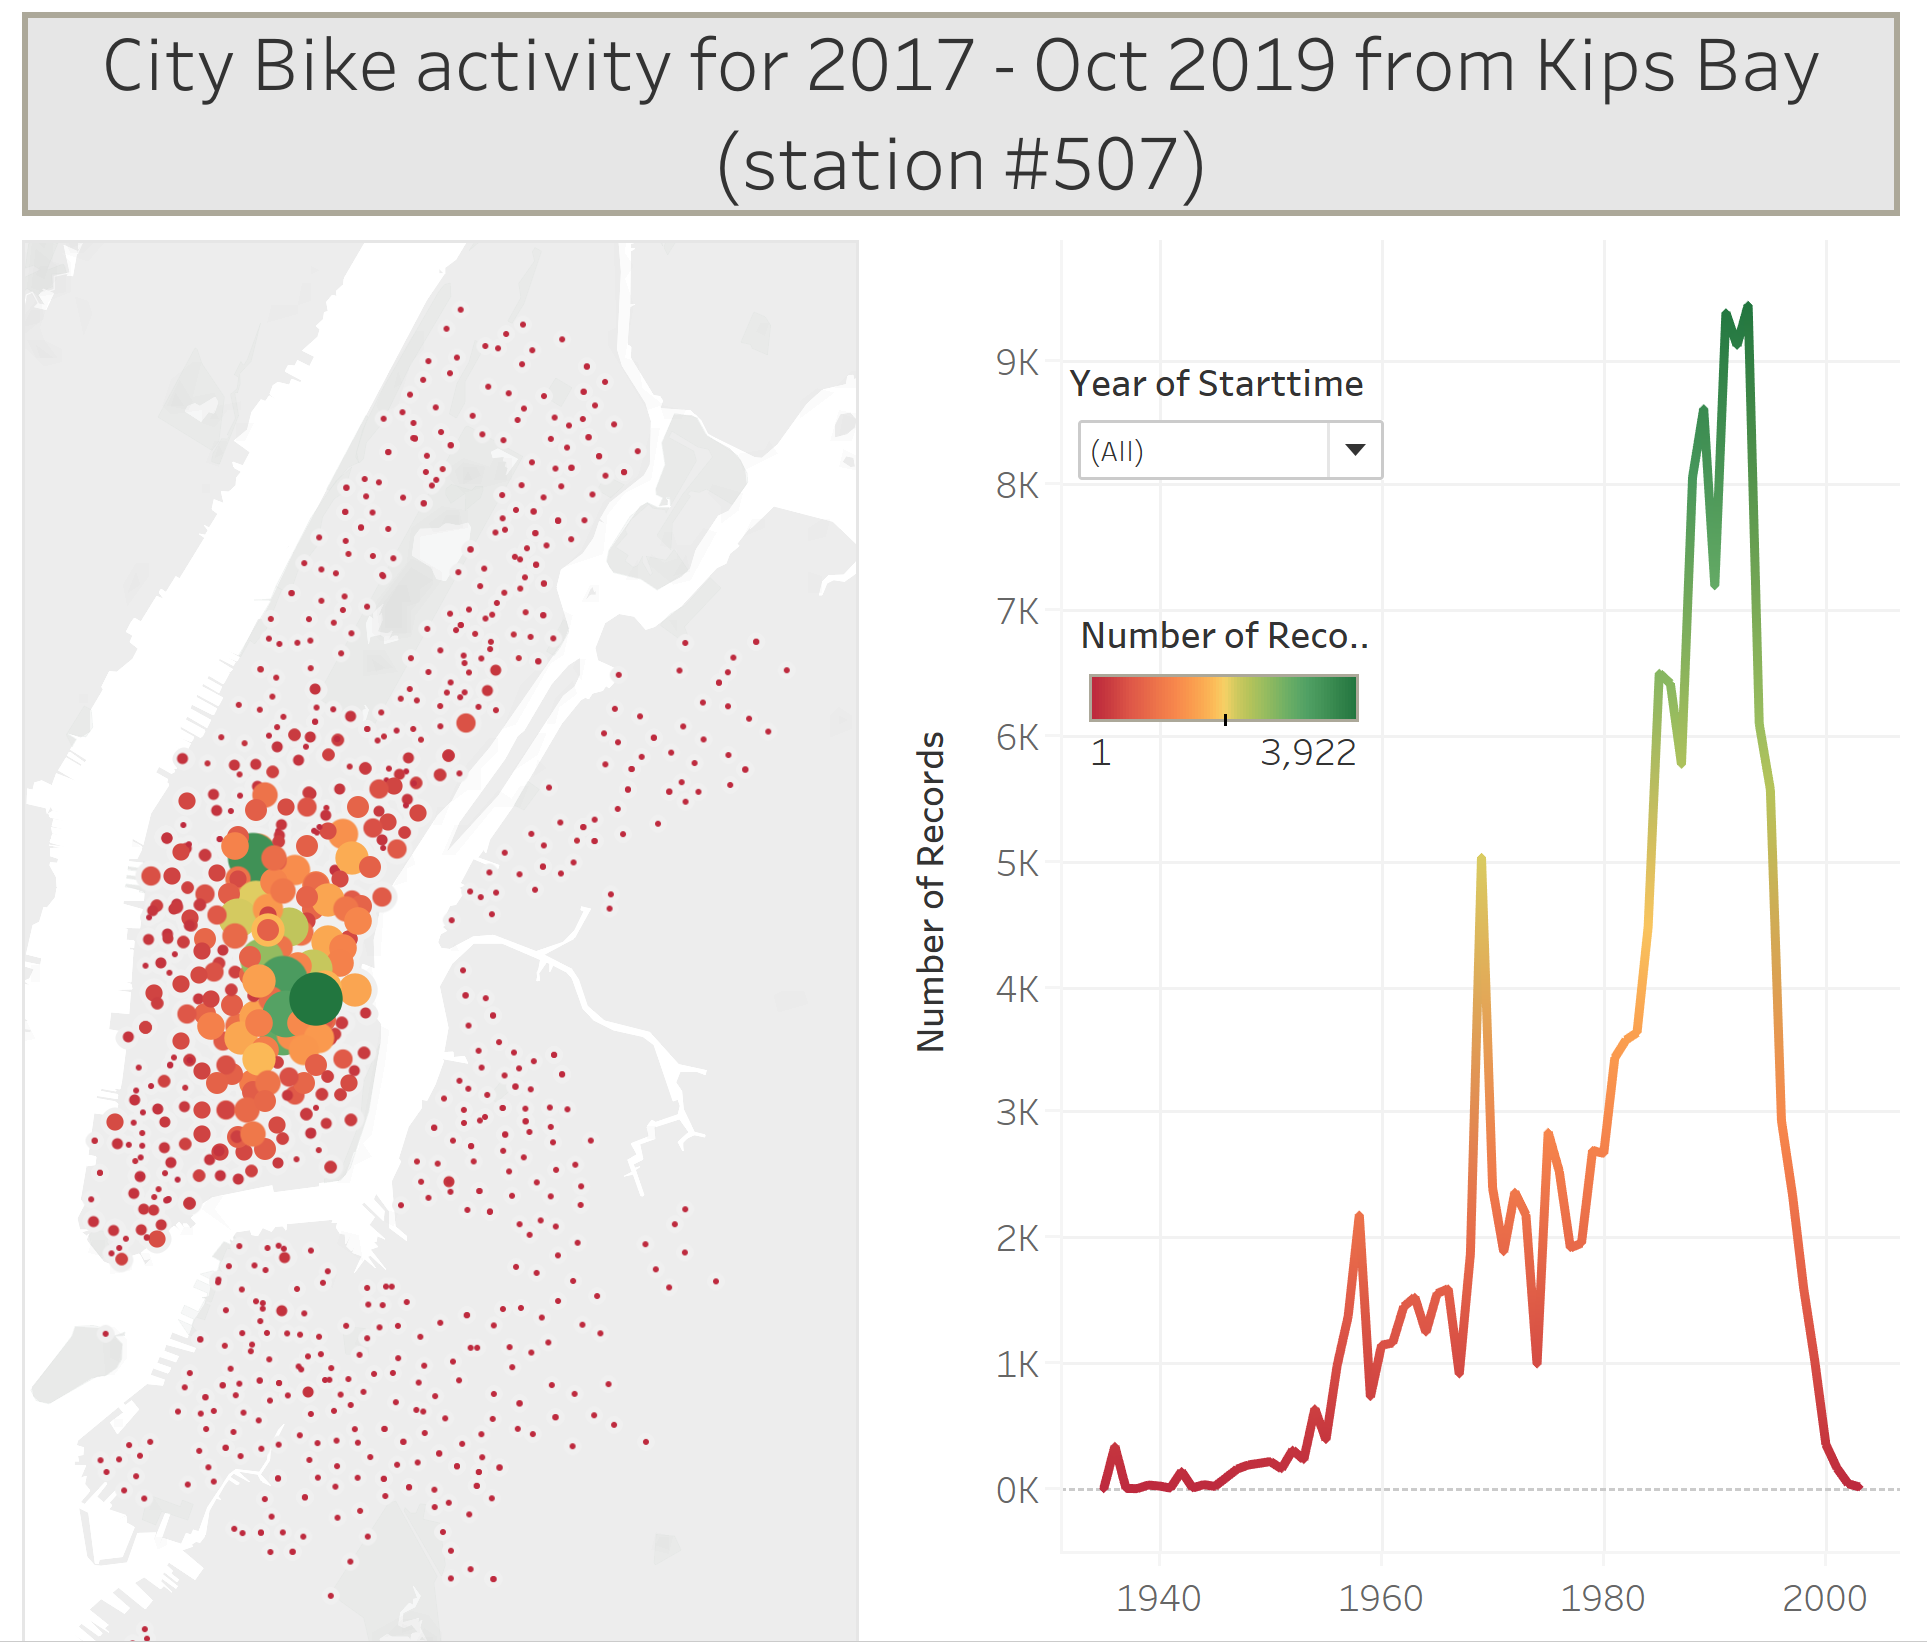 City Bike activity for 2017 - Oct 2019 from Kips Bay
(station #507)
Year of Starttime
(All)
Number of Reco..
1 3,922
Number of Records
9K
8K
7K
6K
5K
4K
3K
2K
1K
0K
1940 1960 1980 2000